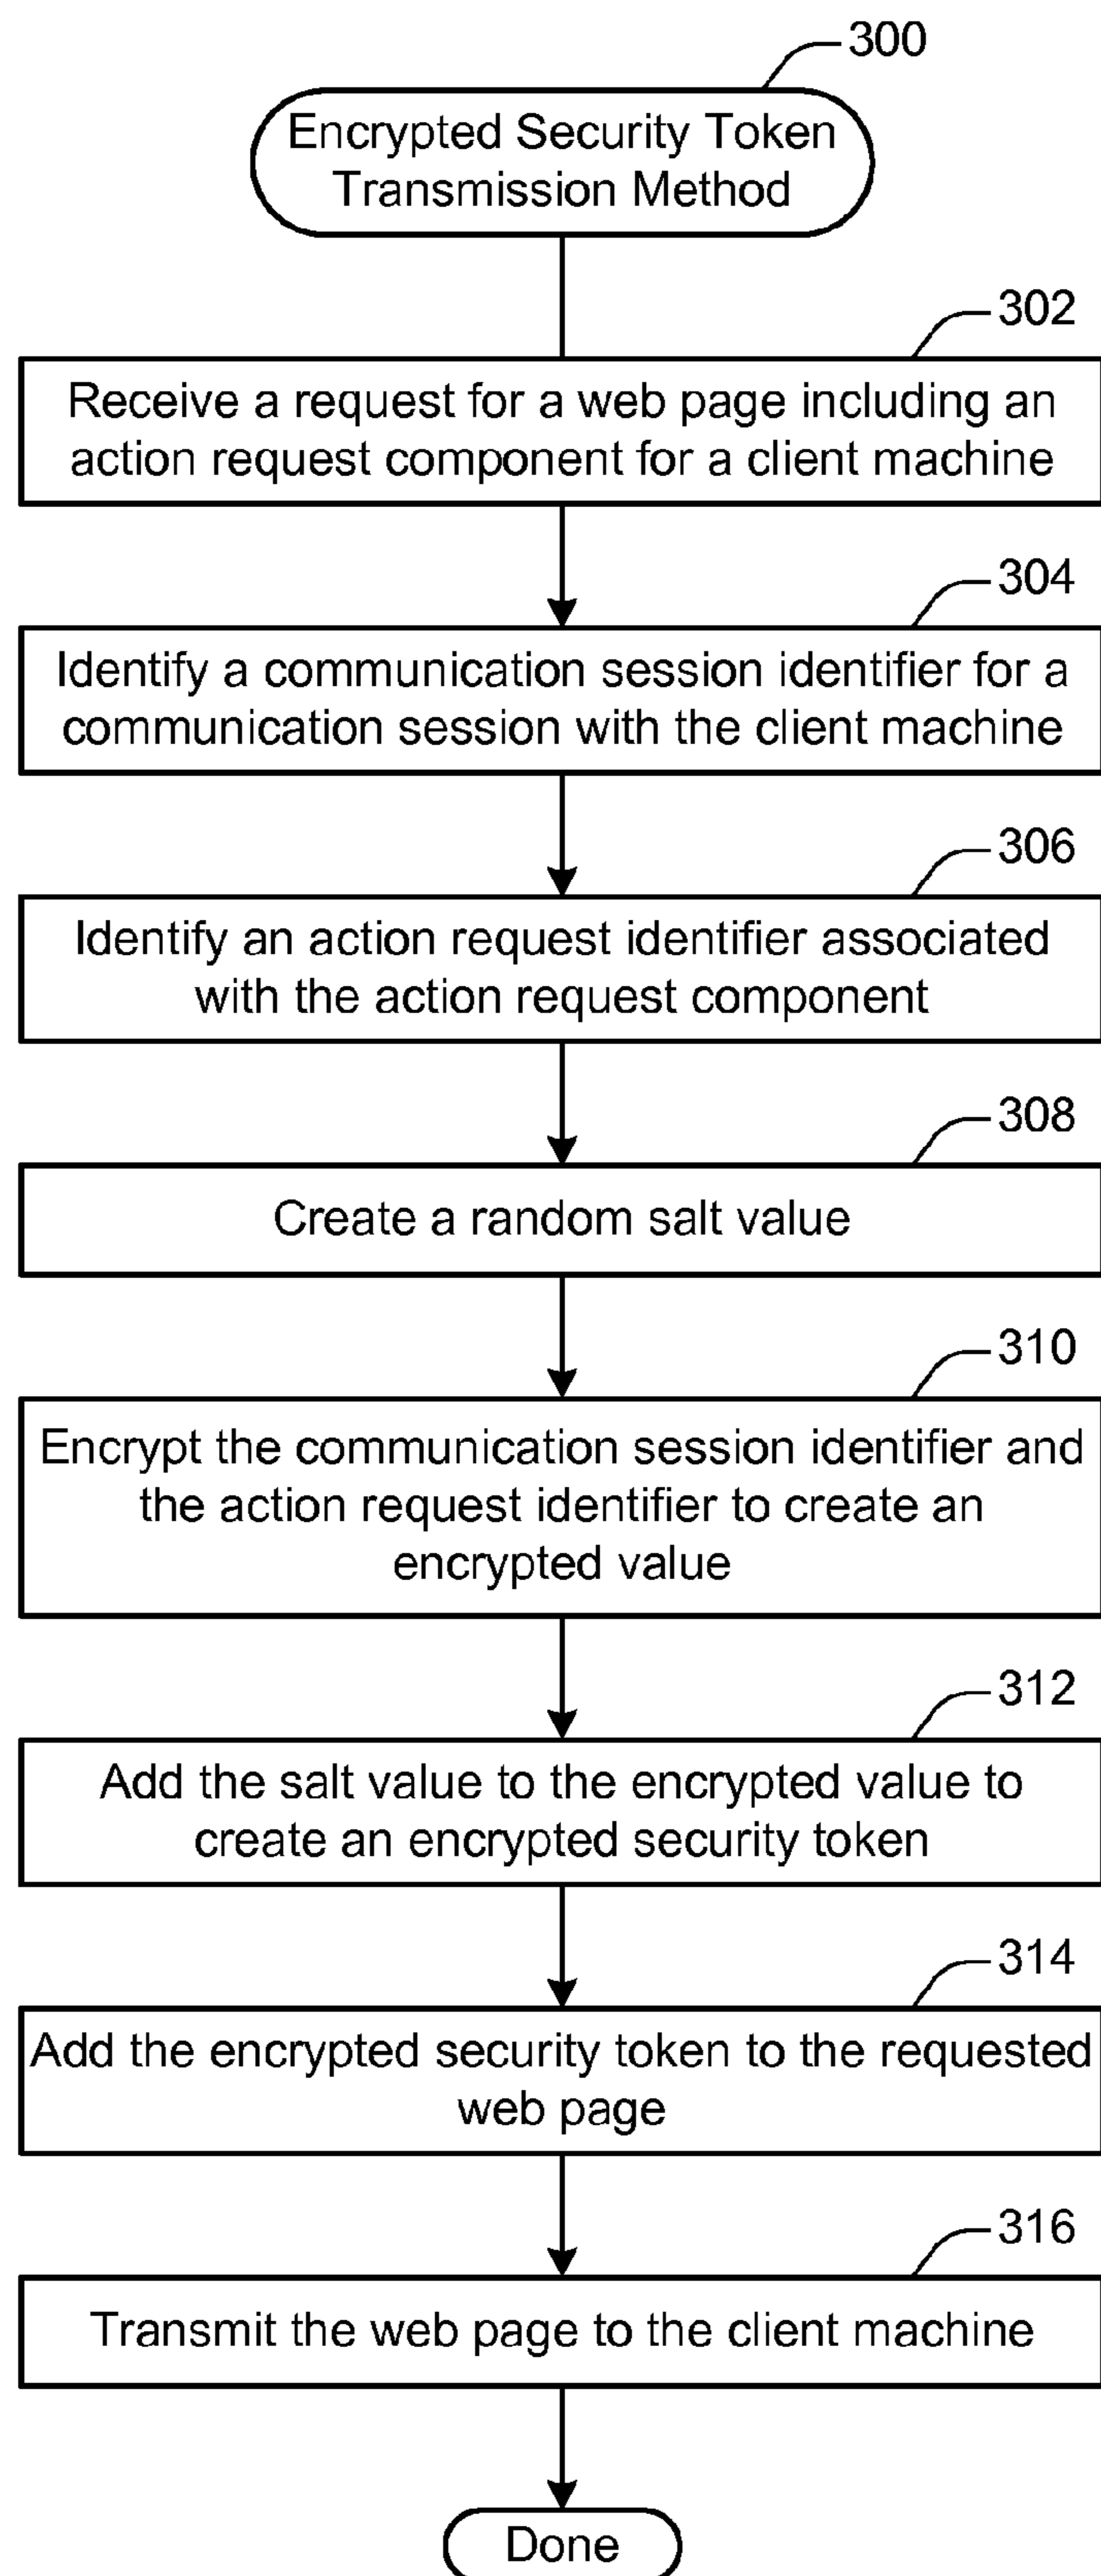 300
Encrypted Security Token
Transmission Method
302
Receive a request for a web page including an
action request component for a client machine
304
Identify a communication session identifier for a
communication session with the client machine
306
Identify an action request identifier associated
with the action request component
308
Create a random salt value
310
Encrypt the communication session identifier and
the action request identifier to create an
encrypted value
312
Add the salt value to the encrypted value to
create an encrypted security token
314
Add the encrypted security token to the requested
web page
316
Transmit the web page to the client machine
Done